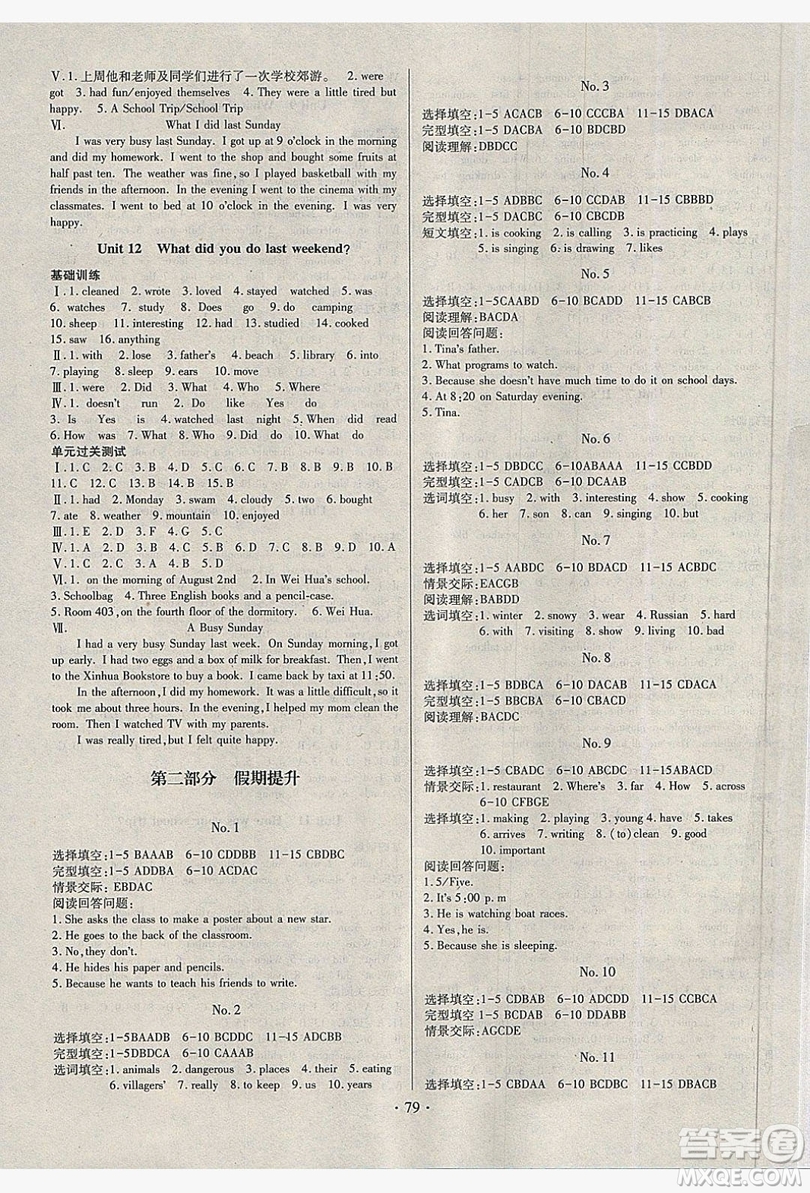 Ⅴ. 1. 上周他和老师及同学们进行了一次学校郊游。 2. were
got 3. had fun/enjoyed themselves 4. They were a little tired but
happy. 5. A School Trip/School Trip
Ⅵ. What I did last Sunday
I was very busy last Sunday. I got up at 9 o'clock in the morning
and did my homework. I went to the shop and bought some fruits at
half past ten. The weather was fine, so I played basketball with my
friends in the afternoon. In the evening I went to the cinema with my
classmates. I went to bed at 10 o'clock in the evening. I was very
happy.
Unit 12 What did you do last weekend?
基础训练
Ⅰ. 1. cleaned 2. wrote 3. loved 4. stayed watched 5. was
6. watches 7. study 8. Does go 9. do camping
10. sheep 11. interesting 12. had 13. studied 14. cooked
15. saw 16. anything
Ⅱ. 1. with 2. lose 3. father's 4. beach 5. library 6. into
7. playing 8. sleep 9. ears 10. move
Ⅲ. 1. were 2. Did 3. What 4. What 5. had
Ⅳ. 1. doesn't run 2. Do like Yes do
3. Is Yes is 4. watched last night 5. When did read
6. How was 7. What did 8. Who Did do 10. What do
单元过关测试
Ⅰ. 1. C 2. C 3. B 4. D 5. B 6. C 7. B 8. A 9. D 10. B
11. C 12. C 13. B 14. C 15. A
Ⅱ. 1. had 2. Monday 3. swam 4. cloudy 5. two 6. bought
7. ate 8. weather 9. mountain 10. enjoyed
Ⅲ. 1. E 2. D 3. F 4. G 5. C
Ⅳ. 1. A 2. A 3. B 4. D 5. C 6. B 7. C 8. C 9. D 10. A
Ⅵ. 1. on the morning of August 2nd 2. In Wei Hua's school.
3. Schoolbag 4. Three English books and a pencil-case.
5. Room 403, on the fourth floor of the dormitory. 6. Wei Hua.
Ⅶ. A Busy Sunday
I had a very busy Sunday last week. On Sunday morning, I got up
early. I had two eggs and a box of milk for breakfast. Then I went to
the Xinhua Bookstore to buy a book. I came back by taxi at 11:50.
In the afternoon, I did my homework. It was a little difficult, so it
took me about three hours. In the evening, I helped my mom clean the
room. Then I watched TV with my parents.
I was really tired, but I felt quite happy.
第二部分 假期提升
No. 1
选择填空: 1-5 BAAAB 6-10 CDDBB 11-15 CBDBC
完型填空: 1-5 ADDBA 6-10 ACDAC
情景交际: EBDAC
阅读回答问题:
1. She asks the class to make a poster about a new star.
2. He goes to the back of the classroom.
3. No, they don't.
4. He hides his paper and pencils.
5. Because he wants to teach his friends to write.
No. 2
选择填空: 1-5BAADB 6-10 BCDBA 11-15 ADCBB
完型填空: 1-5DBDCA 6-10 CAAAB
选词填空: 1. animals 2. dangerous 3. places 4. their 5. eating
6. villagers' 7. really 8. keeping 9. us 10. years
No. 3
选择填空: 1-5 ACACB 6-10 CCCBA 11-15 DBACA
完型填空: 1-5 DACBA 6-10 BDCBD
阅读理解: DBDCC
No. 4
选择填空: 1-5 ADBBC 6-10 CCDAB 11-15 CBBBD
完型填空: 1-5 DACBC 6-10 CBCDB
短文填空: 1. is cooking 2. is calling 3. is practicing 4. plays
5. is singing 6. is drawing 7. likes
No. 5
选择填空: 1-5CAABD 6-10 BCADD 11-15 CABCB
阅读理解: BACDA
阅读回答问题:
1. Tina's father.
2. What programs to watch.
3. Because she doesn't have much time to do it on school days.
4. At 8:20 on Saturday evening.
5. Tina.
No. 6
选择填空: 1-5 DBDCC 6-10ABAAA 11-15 CCBBD
完型填空: 1-5 CBDDD 6-10 DCAAB
选词填空: 1. busy 2. with 3. interesting 4. show 5. cooking
6. her 7. son 8. can 9. singing 10. but
No. 7
选择填空: 1-5 AABDC 6-10 BBDBA 11-15 ACBDC
情景交际: EACGB
阅读理解: BABDD
选词填空: 1. winter 2. snowy 3. wear 4. Russian 5. hard
6. with 7. visiting 8. show 9. living 10. have
No. 8
选择填空: 1-5 BDBCA 6-10 DACAB 11-15 CDACD
完型填空: 1-5 BBCBA 6-10 CBACD
阅读理解: BACDC
No. 9
选择填空: 1-5 CBADC 6-10 CCDBA 11-15 CDBAC
情景交际: 1. restaurant 2. Where's 3. far 4. How 5. across
6-10 CFBGE
选词填空: 1. making 2. sunny 3. playing 4. takes 5. at
6. arrives 7. writing 8. (to)clean 9. good
10. important
阅读回答问题:
1. 5/Five.
2. It's 5:00 p. m
3. He is watching boat races.
4. Yes, he is.
5. Because she is sleeping.
No. 10
选择填空: 1-5 CDBAB 6-10 ADCDD 11-15 CCBCA
完型填空: 1-5 BDCAB 6-10 DDABB
情景交际: AGCDE
No. 11
选择填空: 1-5 CBDAA 6-10 BCDBC 11-15 DBACB
· 79 ·
答案圈
MXQE.COM